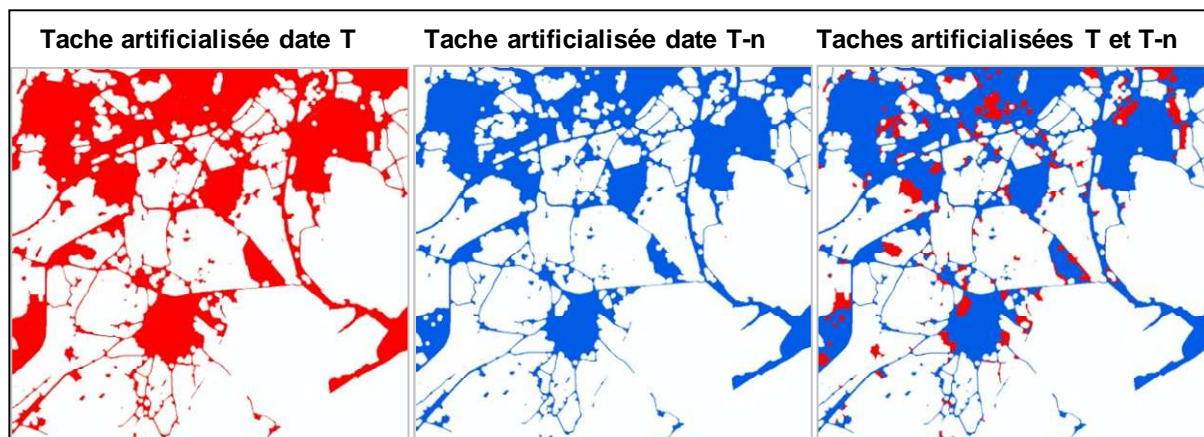 Tache artificialisée date T
Tache artificialisée date T-n
Taches artificialisées T et T-n